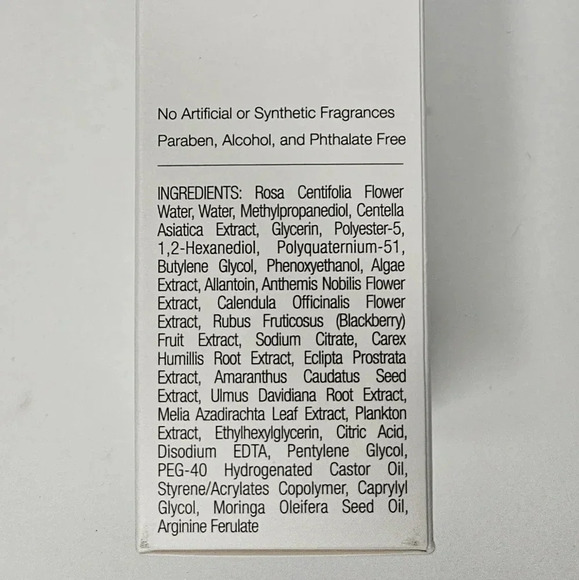 No Artificial or Synthetic Fragrances
Paraben, Alcohol, and Phthalate Free
INGREDIENTS: Rosa Centifolia Flower
Water, Water, Methylpropanediol, Centella
Asiatica Extract, Glycerin, Polyester-5,
1,2-Hexanediol, Polyquaternium-51,
Butylene Glycol, Phenoxyethanol, Algae
Extract, Allantoin, Anthemis Nobilis Flower
Extract, Calendula Officinalis Flower
Extract, Rubus Fruticosus (Blackberry)
Fruit Extract, Sodium Citrate, Carex
Humillis Root Extract, Eclipta Prostrata
Extract, Amaranthus Caudatus Seed
Extract, Ulmus Davidiana Root Extract,
Melia Azadirachta Leaf Extract, Plankton
Extract, Ethylhexylglycerin, Citric Acid,
Disodium EDTA, Pentylene Glycol,
PEG-40 Hydrogenated Castor Oil,
Styrene/Acrylates Copolymer, Caprylyl
Glycol, Moringa Oleifera Seed Oil,
Arginine Ferulate